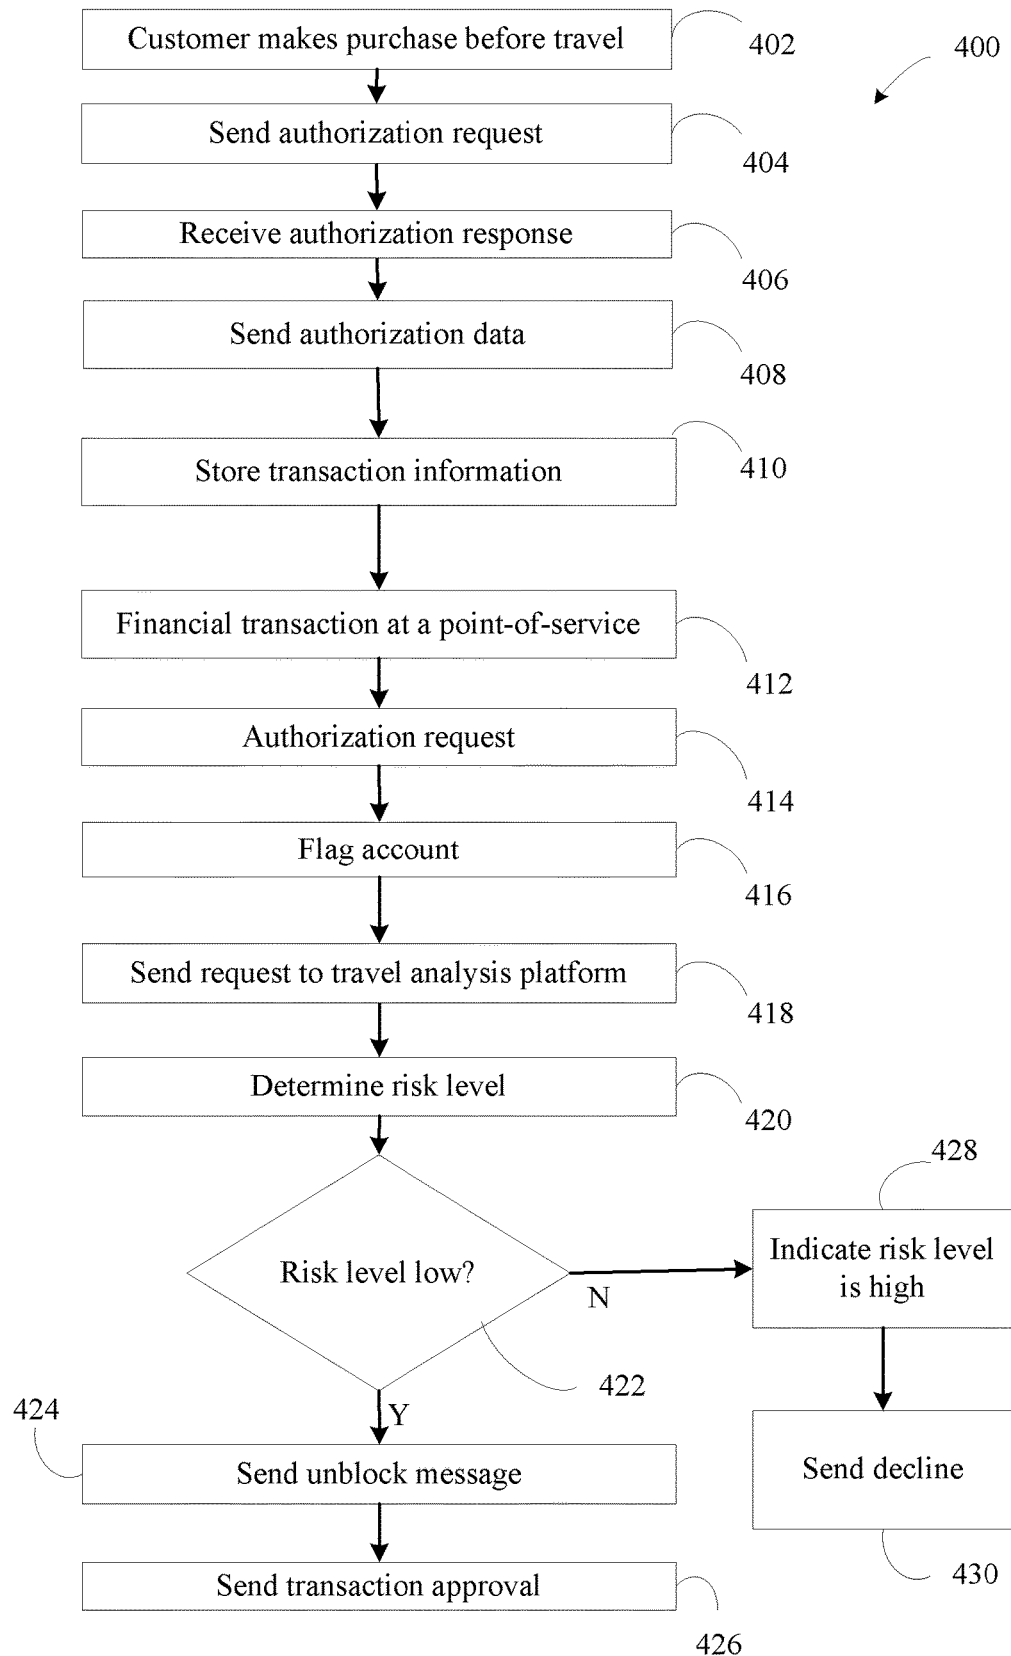 Customer makes purchase before travel
402
400
Send authorization request
404
Receive authorization response
406
Send authorization data
408
Store transaction information
410
Financial transaction at a point-of-service
412
Authorization request
414
Flag account
416
Send request to travel analysis platform
418
Determine risk level
420
428
Indicate risk level
is high
Risk level low?
N
422
424
Y
Send unblock message
Send decline
430
Send transaction approval
426